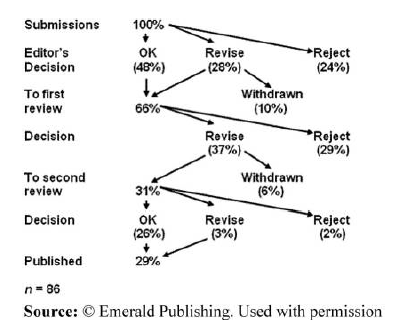 Submissions 100%
Editor's OK Revise Reject
Decision (48%) (28%) (24%)
To first Withdrawn
review 66% (10%)
Decision Revise Reject
(37%) (29%)
To second Withdrawn
review 31% (6%)
Decision OK Revise Reject
(26%) (3%) (2%)
Published 29%
n = 86
Source: © Emerald Publishing. Used with permission